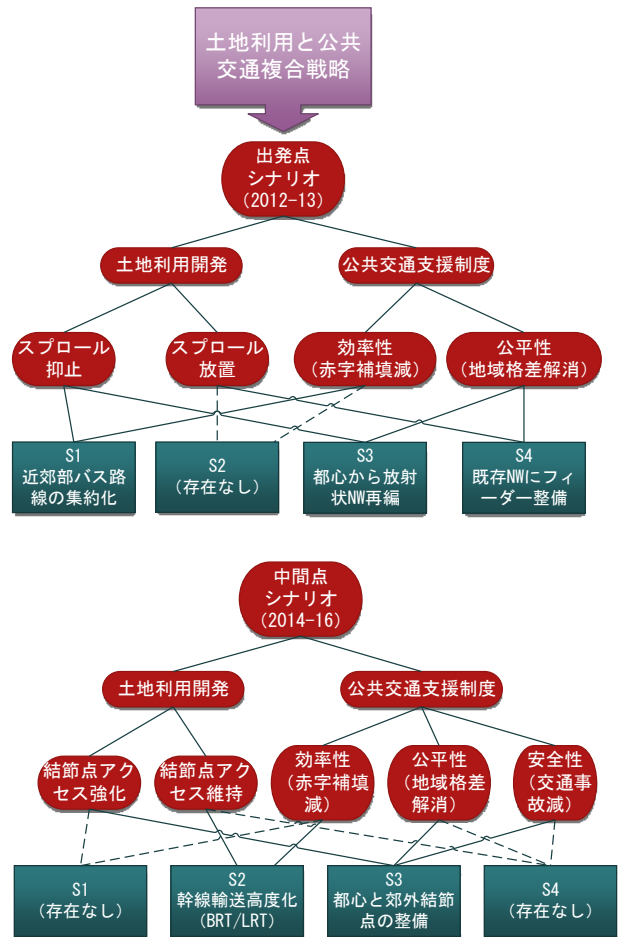 土地利用と公共
交通複合戦略
出発点
シナリオ
(2012-13)
土地利用開発
公共交通支援制度
スプロール
抑止
スプロール
放置
効率性
(赤字補填減)
公平性
(地域格差解消)
S1
近郊部バス路
線の集約化
S2
(存在なし)
S3
都心から放射
状NW再編
S4
既存NWにフィ
ーダー整備
中間点
シナリオ
(2014-16)
土地利用開発
公共交通支援制度
結節点アク
セス強化
結節点アク
セス維持
効率性
(赤字補填
減)
公平性
(地域格差
解消)
安全性
(交通事
故減)
S1
(存在なし)
S2
幹線輸送高度化
(BRT/LRT)
S3
都心と郊外結節
点の整備
S4
(存在なし)